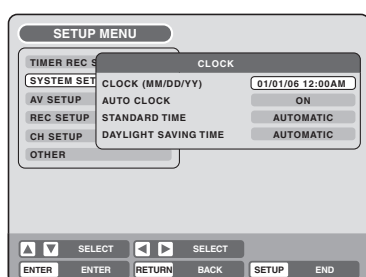 SETUP MENU
TIMER REC S
CLOCK
SYSTEM SET
CLOCK (MM/DD/YY) 01/01/06 12:00AM
AV SETUP
AUTO CLOCK ON
REC SETUP
STANDARD TIME AUTOMATIC
CH SETUP
DAYLIGHT SAVING TIME AUTOMATIC
OTHER
SELECT SELECT
ENTER ENTER RETURN BACK SETUP END